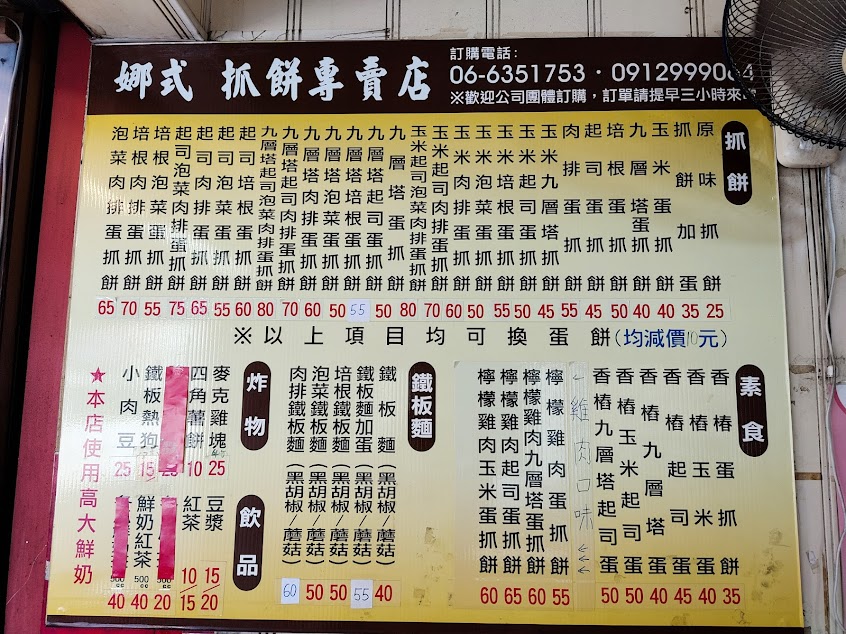 娜式 抓餅專賣店
訂購電話:
06-6351753・0912999064
※歡迎公司團體訂購，訂單請提早三小時來
抓餅
原味抓餅 25
抓餅加蛋 35
玉米蛋抓餅 40
九層塔蛋抓餅 40
培根蛋抓餅 50
起司蛋抓餅 45
肉排蛋抓餅 55
玉米九層塔抓餅 45
玉米起司蛋抓餅 50
玉米培根蛋抓餅 55
玉米泡菜蛋抓餅 50
玉米肉排蛋抓餅 60
玉米起司肉排蛋抓餅 70
玉米起司泡菜肉排蛋抓餅 80
九層塔蛋抓餅 50
九層塔起司蛋抓餅 55
九層塔培根蛋抓餅 50
九層塔肉排蛋抓餅 60
九層塔起司肉排蛋抓餅 70
九層塔起司泡菜肉排蛋抓餅 80
起司培根蛋抓餅 60
起司泡菜蛋抓餅 55
起司肉排蛋抓餅 65
起司泡菜肉排蛋抓餅 75
培根泡菜蛋抓餅 55
培根肉排蛋抓餅 70
泡菜肉排蛋抓餅 65
※以上項目均可換蛋餅(均減價10元)
素食
香椿蛋抓餅 35
香椿玉米蛋 40
香椿起司蛋 45
香椿九層塔蛋 40
香椿玉米起司蛋 50
香椿九層塔起司蛋 50
雞肉口味
檸檬雞肉蛋抓餅 55
檸檬雞肉九層塔蛋抓餅 60
檸檬雞肉起司蛋抓餅 65
檸檬雞肉玉米蛋抓餅 60
鐵板麵
鐵板麵(黑胡椒/蘑菇) 40
鐵板麵加蛋(黑胡椒/蘑菇) 55
培根鐵板麵(黑胡椒/蘑菇) 50
泡菜鐵板麵(黑胡椒/蘑菇) 50
肉排鐵板麵(黑胡椒/蘑菇) 60
炸物
麥克雞塊 25
四角薯餅 10
鐵板熱狗 15
小肉豆 25
飲品
豆漿 15/20
紅茶 10/15
20
鮮奶紅茶 500 40
500 40
★本店使用高大鮮奶